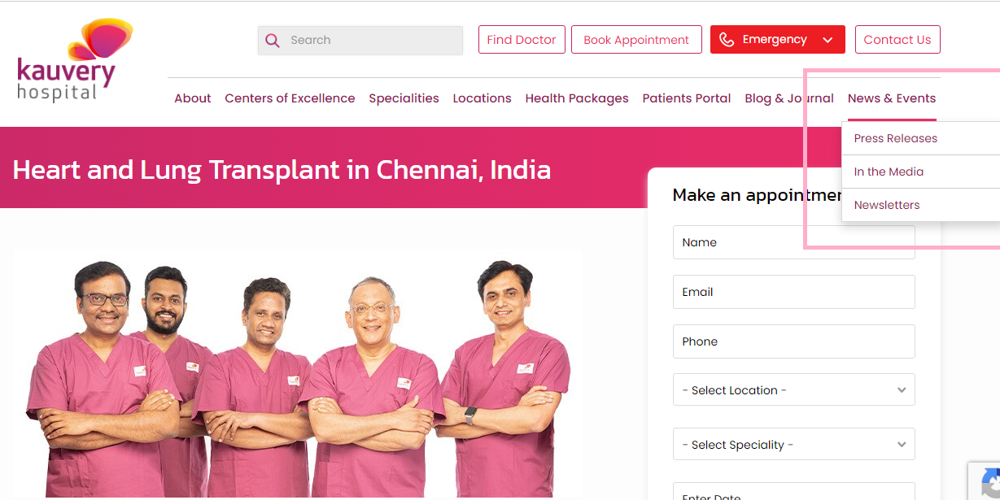 kauvery
hospital
Search
Find Doctor
Book Appointment
Emergency
Contact Us
About
Centers of Excellence
Specialities
Locations
Health Packages
Patients Portal
Blog & Journal
News & Events
Press Releases
In the Media
Newsletters
Heart and Lung Transplant in Chennai, India
Make an appointmen
Name
Email
Phone
- Select Location -
- Select Speciality -
Enter Date